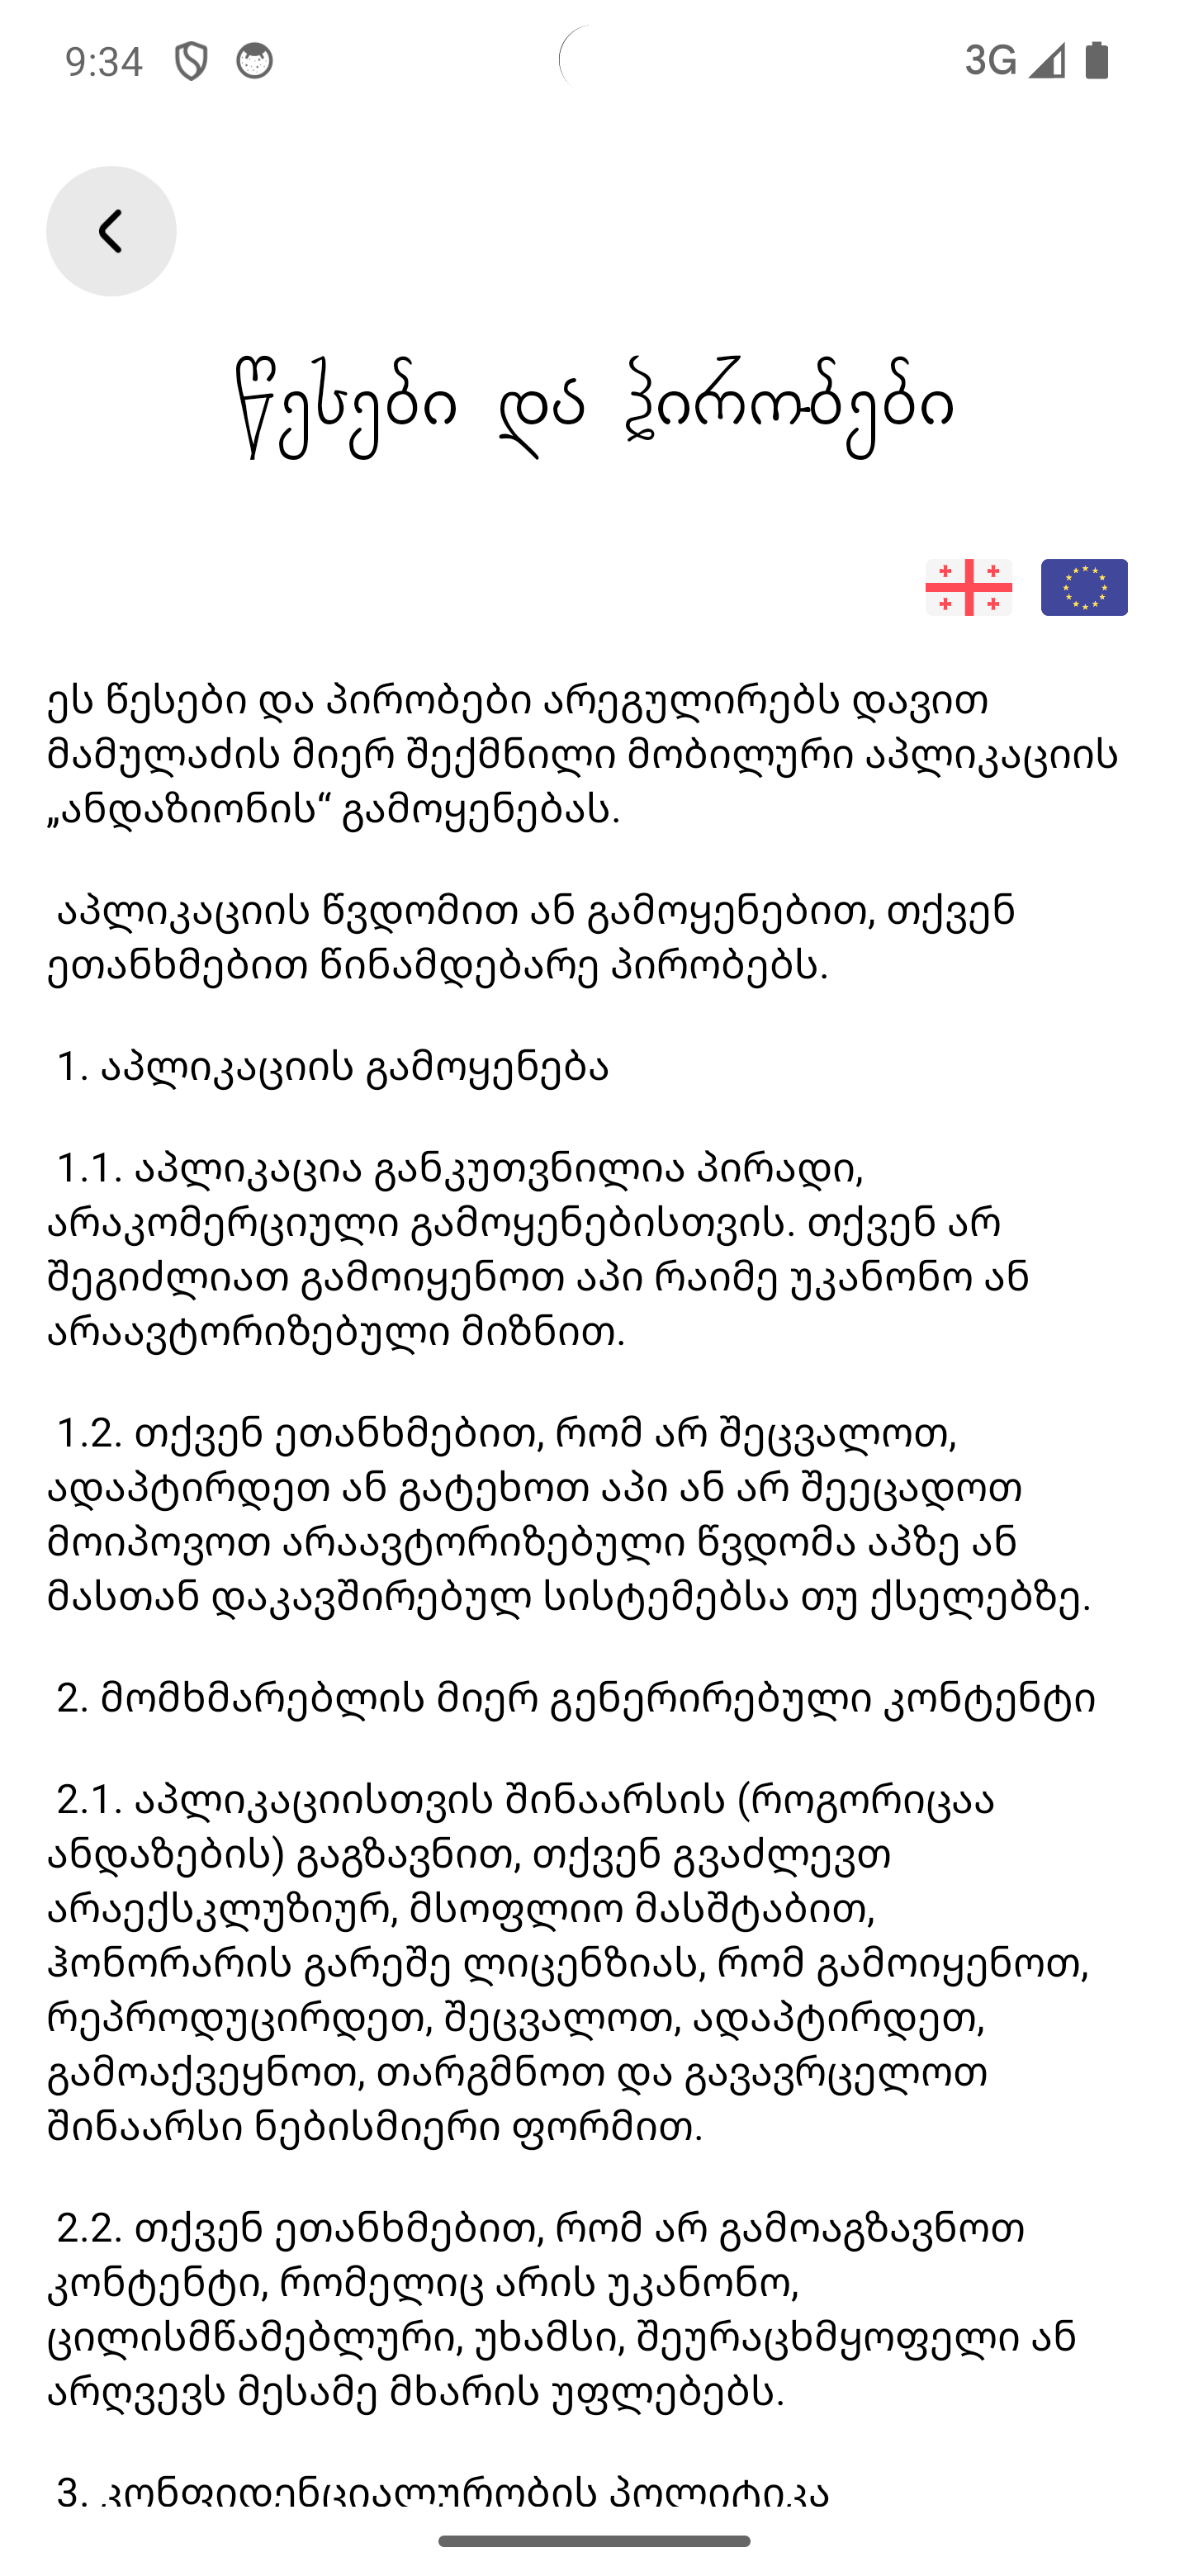 9:34
3G
წესები და პირობები
ეს წესები და პირობები არეგულირებს დავით
მამულაძის მიერ შექმნილი მობილური აპლიკაციის
„ანდაზიონის“ გამოყენებას.
აპლიკაციის წვდომით ან გამოყენებით, თქვენ
ეთანხმებით წინამდებარე პირობებს.
1. აპლიკაციის გამოყენება
1.1. აპლიკაცია განკუთვნილია პირადი,
არაკომერციული გამოყენებისთვის. თქვენ არ
შეგიძლიათ გამოიყენოთ აპი რაიმე უკანონო ან
არაავტორიზებული მიზნით.
1.2. თქვენ ეთანხმებით, რომ არ შეცვალოთ,
ადაპტირდეთ ან გატეხოთ აპი ან არ შეეცადოთ
მოიპოვოთ არაავტორიზებული წვდომა აპზე ან
მასთან დაკავშირებულ სისტემებსა თუ ქსელებზე.
2. მომხმარებლის მიერ გენერირებული კონტენტი
2.1. აპლიკაციისთვის შინაარსის (როგორიცაა
ანდაზების) გაგზავნით, თქვენ გვაძლევთ
არაექსკლუზიურ, მსოფლიო მასშტაბით,
ჰონორარის გარეშე ლიცენზიას, რომ გამოიყენოთ,
რეპროდუცირდეთ, შეცვალოთ, ადაპტირდეთ,
გამოაქვეყნოთ, თარგმნოთ და გავავრცელოთ
შინაარსი ნებისმიერი ფორმით.
2.2. თქვენ ეთანხმებით, რომ არ გამოაგზავნოთ
კონტენტი, რომელიც არის უკანონო,
ცილისმწამებლური, უხამსი, შეურაცხმყოფელი ან
არღვევს მესამე მხარის უფლებებს.
3. კონფიდენციალურობის პოლიტიკა